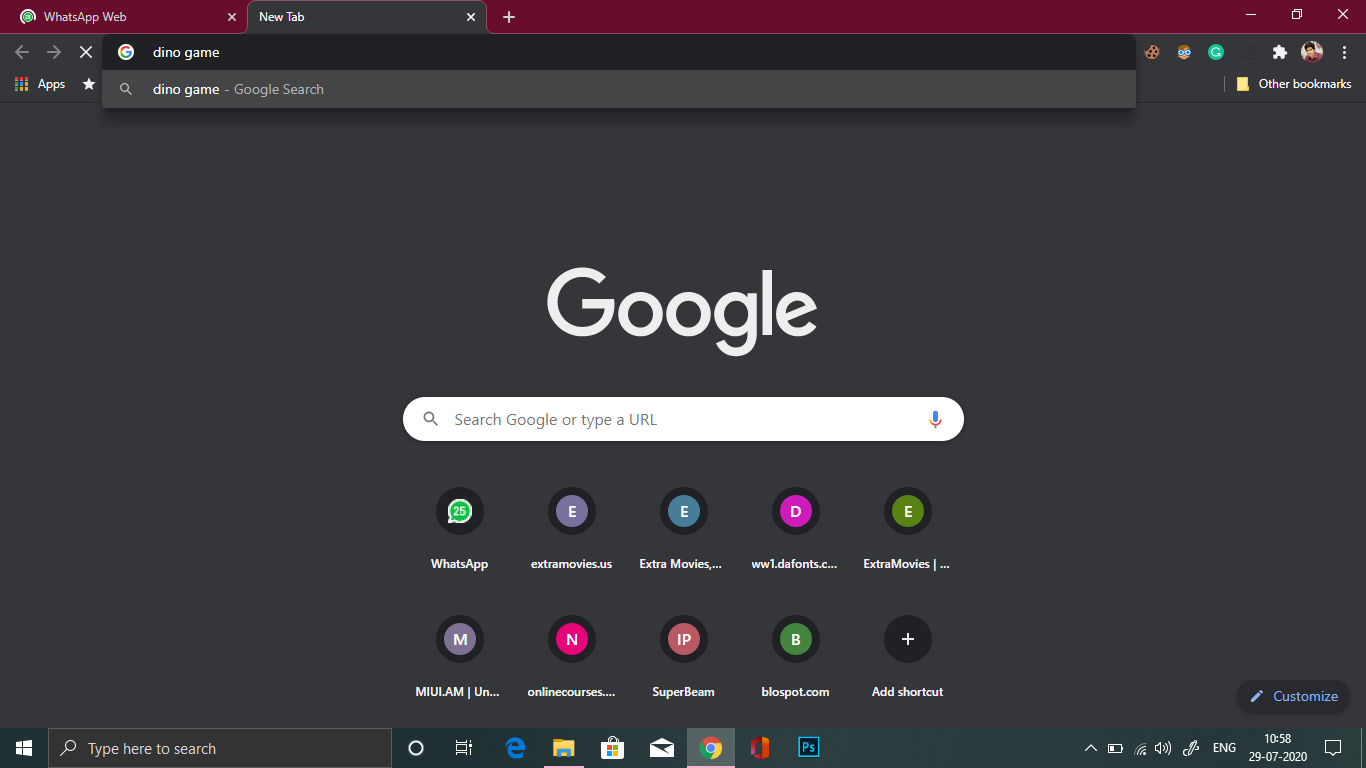 WhatsApp Web
New Tab
dino game
Apps
dino game - Google Search
Other bookmarks
Google
Search Google or type a URL
25
E
E
D
E
WhatsApp
extramovies.us
Extra Movies,...
ww1.dafonts.c...
ExtraMovies | ...
M
N
IP
B
MIUI.AM | Un...
onlinecourses....
SuperBeam
blospot.com
Add shortcut
Customize
Type here to search
Ps
ENG
10:58
29-07-2020